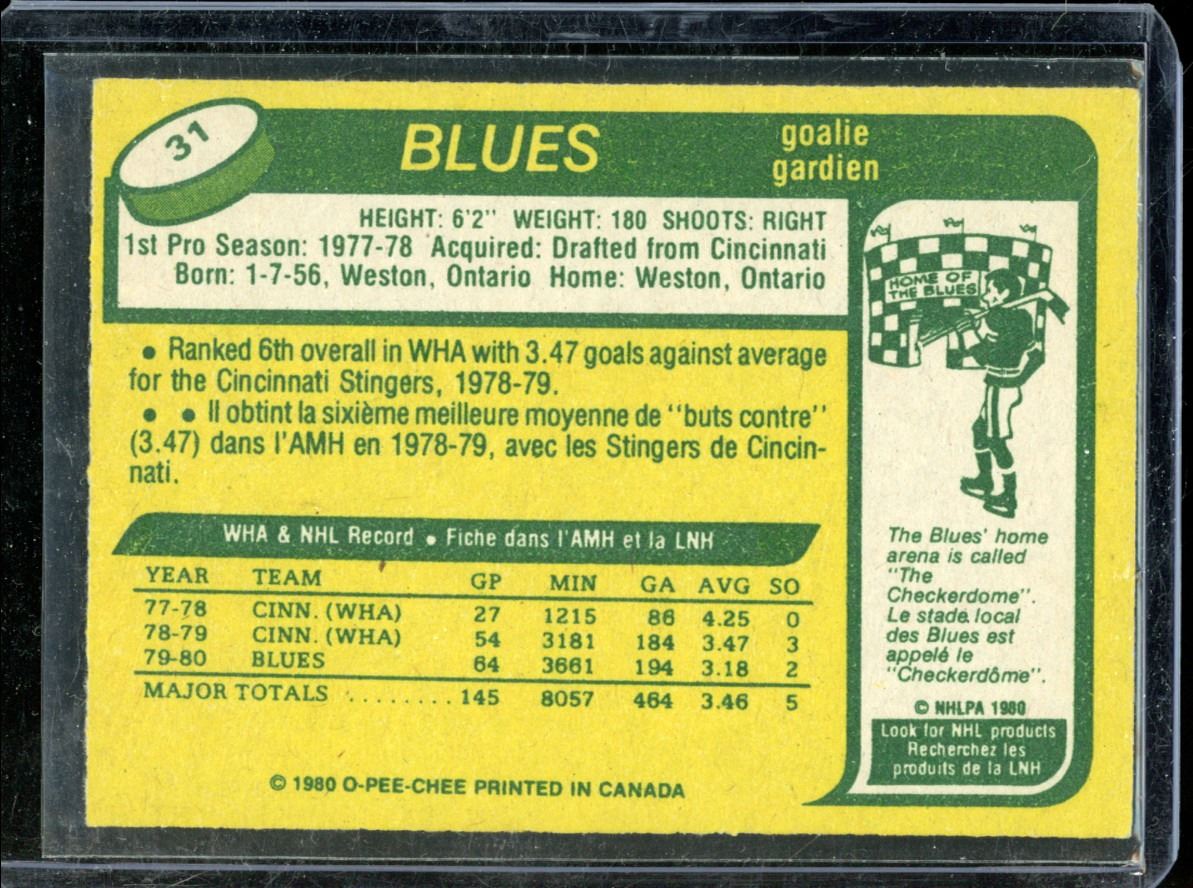 31
BLUES
goalie
gardien
HEIGHT: 6'2" WEIGHT: 180 SHOOTS: RIGHT
1st Pro Season: 1977-78 Acquired: Drafted from Cincinnati
Born: 1-7-56, Weston, Ontario Home: Weston, Ontario
HOME OF
THE BLUES
• Ranked 6th overall in WHA with 3.47 goals against average
for the Cincinnati Stingers, 1978-79.
• • Il obtint la sixième meilleure moyenne de "buts contre"
(3.47) dans l'AMH en 1978-79, avec les Stingers de Cincin-
nati.
WHA & NHL Record • Fiche dans l'AMH et la LNH
YEAR TEAM GP MIN GA AVG SO
77-78 CINN. (WHA) 27 1215 86 4.25 0
78-79 CINN. (WHA) 54 3181 184 3.47 3
79-80 BLUES 64 3661 194 3.18 2
MAJOR TOTALS ........ 145 8057 464 3.46 5
© 1980 O-PEE-CHEE PRINTED IN CANADA
The Blues' home
arena is called
"The
Checkerdome".
Le stade local
des Blues est
appelé le
"Checkerdôme".
© NHLPA 1980
Look for NHL products
Recherchez les
produits de la LNH